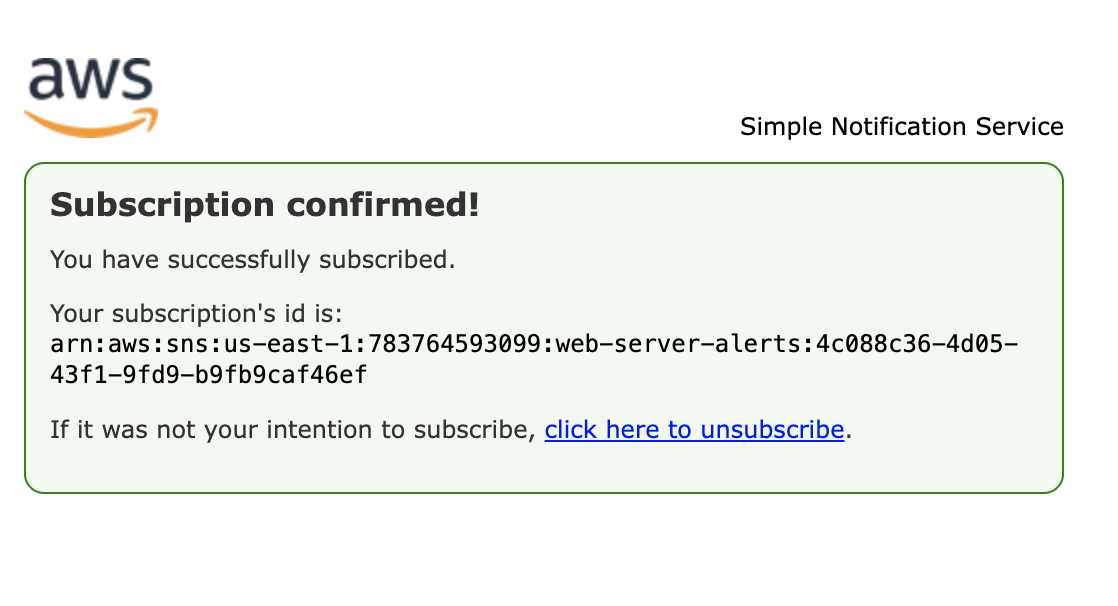 aws
Simple Notification Service
Subscription confirmed!
You have successfully subscribed.
Your subscription's id is:
arn:aws:sns:us-east-1:783764593099:web-server-alerts:4c088c36-4d05-
43f1-9fd9-b9fb9caf46ef
If it was not your intention to subscribe, click here to unsubscribe.